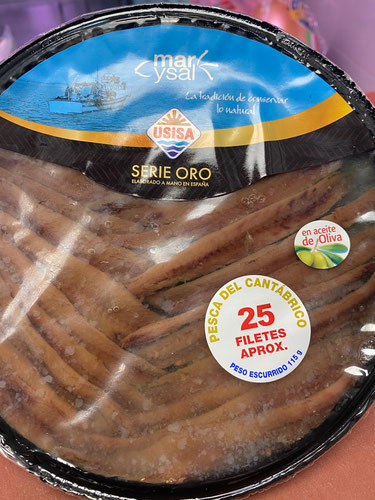 mar
ysal
La tradición de conservar
lo natural
USISA
SERIE ORO
ELABORADO A MANO EN ESPAÑA
en aceite
de Oliva
PESCA DEL CANTÁBRICO
25
FILETES
APROX.
PESO ESCURRIDO 115 g